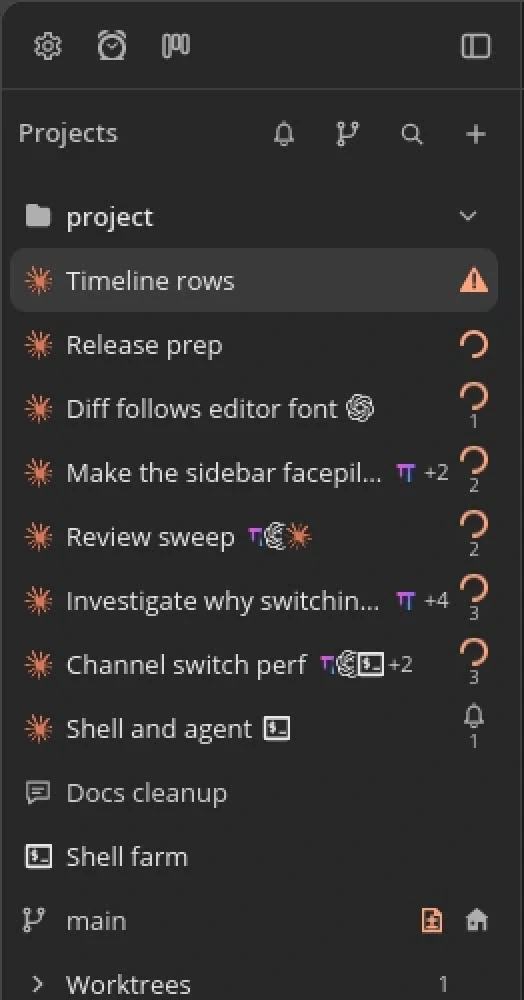 Projects
project
Timeline rows
Release prep
Diff follows editor font
1
Make the sidebar facepil... +2
2
Review sweep
2
Investigate why switchin... +4
3
Channel switch perf +2
3
Shell and agent
1
Docs cleanup
Shell farm
main
Worktrees 1